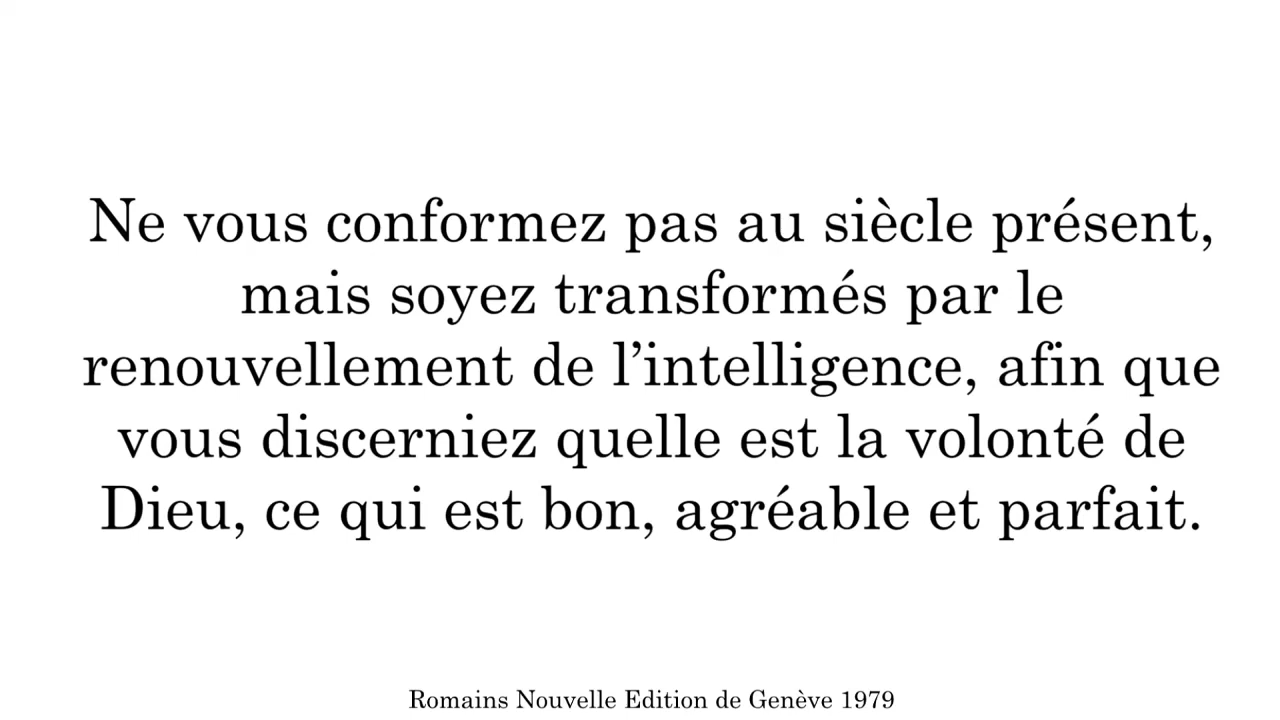 Ne vous conformez pas au siècle présent,
mais soyez transformés par le
renouvellement de l’intelligence, afin que
vous discerniez quelle est la volonté de
Dieu, ce qui est bon, agréable et parfait.
Romains Nouvelle Edition de Genève 1979